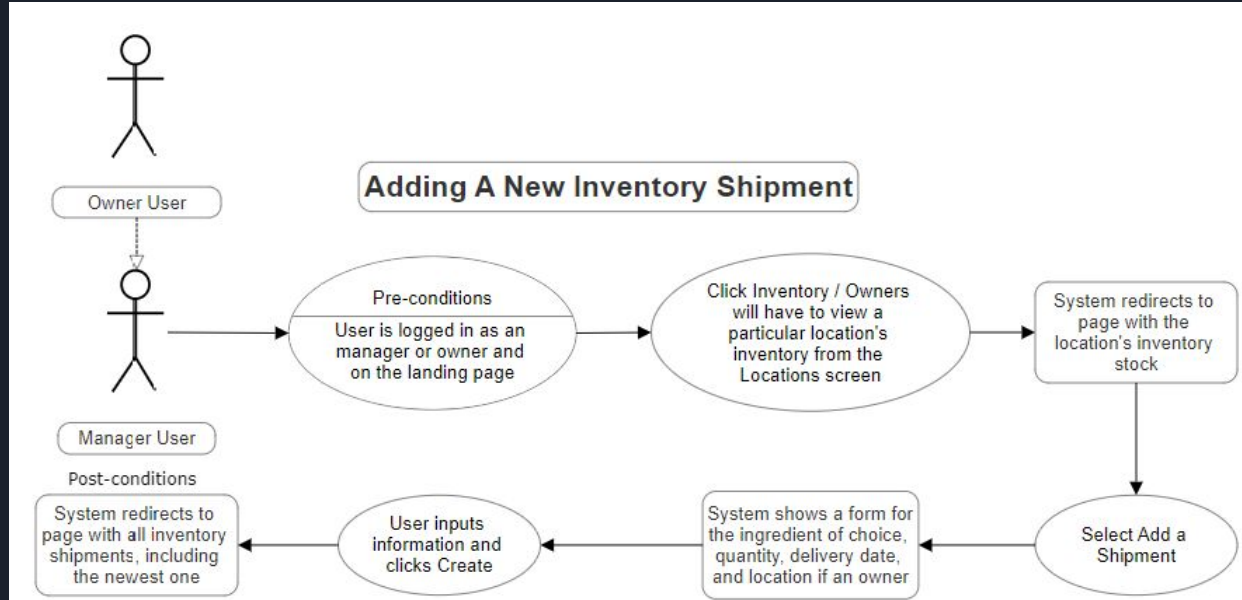 Owner User
Adding A New Inventory Shipment
Manager User
Pre-conditions
User is logged in as an
manager or owner and
on the landing page
Click Inventory / Owners
will have to view a
particular location's
inventory from the
Locations screen
System redirects to
page with the
location's inventory
stock
Select Add a
Shipment
System shows a form for
the ingredient of choice,
quantity, delivery date,
and location if an owner
User inputs
information and
clicks Create
Post-conditions
System redirects to
page with all inventory
shipments, including
the newest one